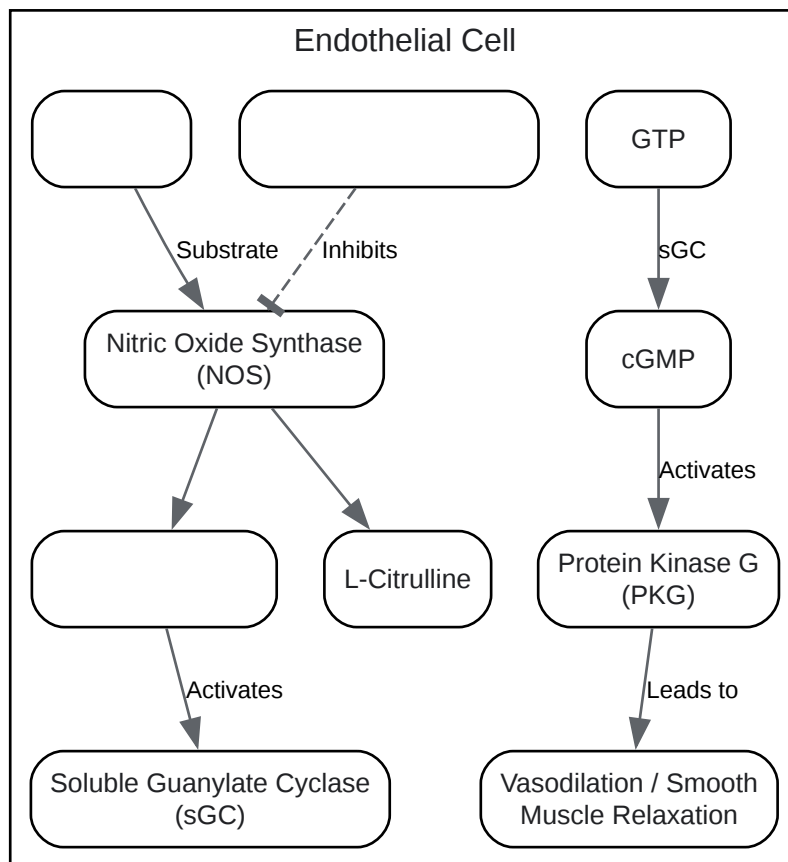 Endothelial Cell
GTP
Substrate
Inhibits
sGC
Nitric Oxide Synthase
(NOS)
cGMP
Activates
L-Citrulline
Protein Kinase G
(PKG)
Activates
Leads to
Soluble Guanylate Cyclase
(sGC)
Vasodilation / Smooth
Muscle Relaxation